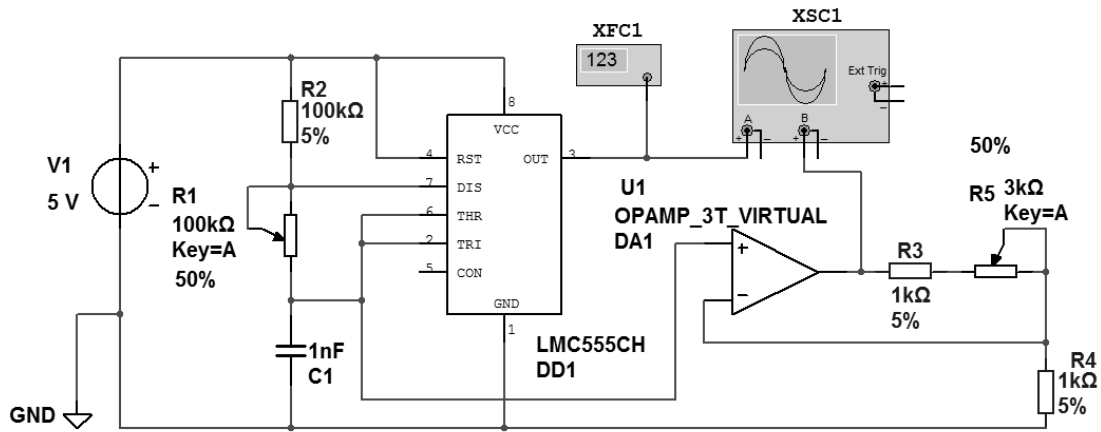 XSC1
XFC1
123
Ext Trig
+
−
A
B
+
−
+
−
R2
100kΩ
5%
8
VCC
4
RST
OUT
3
7
DIS
6
THR
2
TRI
5
CON
GND
1
V1
5 V
+
−
R1
100kΩ
Key=A
50%
U1
OPAMP_3T_VIRTUAL
DA1
+
−
50%
R5
3kΩ
Key=A
R3
1kΩ
5%
1nF
C1
LMC555CH
DD1
R4
1kΩ
5%
GND